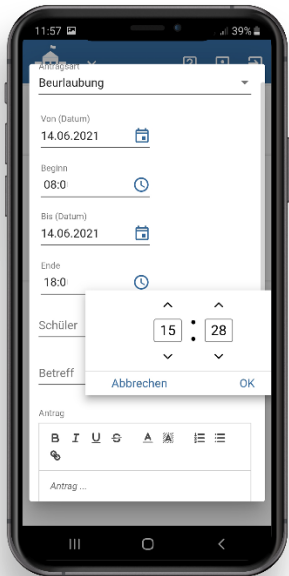 11:57 39%
Antragsart
Beurlaubung
Von (Datum)
14.06.2021
Beginn
08:0
Bis (Datum)
14.06.2021
Ende
18:0
15 : 28
Schüler
Betreff
Abbrechen OK
Antrag
B I U S A A
Antrag ...